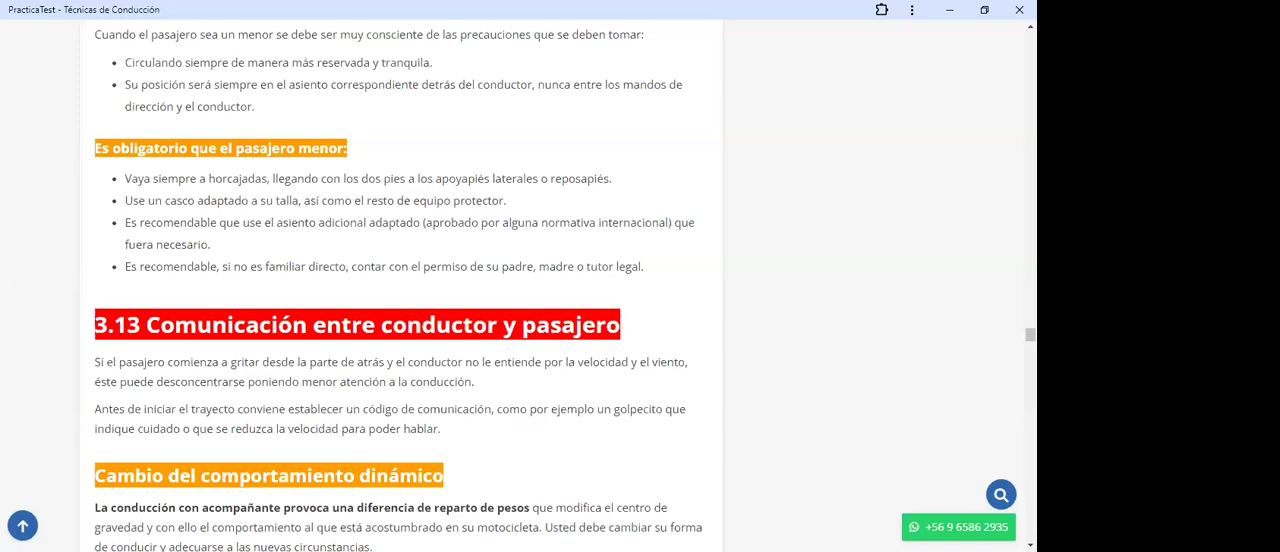 PracticaTest - Técnicas de Conducción
Cuando el pasajero sea un menor se debe ser muy consciente de las precauciones que se deben tomar:
• Circulando siempre de manera más reservada y tranquila.
• Su posición será siempre en el asiento correspondiente detrás del conductor, nunca entre los mandos de
dirección y el conductor.
Es obligatorio que el pasajero menor:
• Vaya siempre a horcajadas, llegando con los dos pies a los apoyapiés laterales o reposapiés.
• Use un casco adaptado a su talla, así como el resto de equipo protector.
• Es recomendable que use el asiento adicional adaptado (aprobado por alguna normativa internacional) que
fuera necesario.
• Es recomendable, si no es familiar directo, contar con el permiso de su padre, madre o tutor legal.
3.13 Comunicación entre conductor y pasajero
Si el pasajero comienza a gritar desde la parte de atrás y el conductor no le entiende por la velocidad y el viento,
éste puede desconcentrarse poniendo menor atención a la conducción.
Antes de iniciar el trayecto conviene establecer un código de comunicación, como por ejemplo un golpecito que
indique cuidado o que se reduzca la velocidad para poder hablar.
Cambio del comportamiento dinámico
La conducción con acompañante provoca una diferencia de reparto de pesos que modifica el centro de
gravedad y con ello el comportamiento al que está acostumbrado en su motocicleta. Usted debe cambiar su forma
de conducir y adecuarse a las nuevas circunstancias.
+56 9 6586 2935